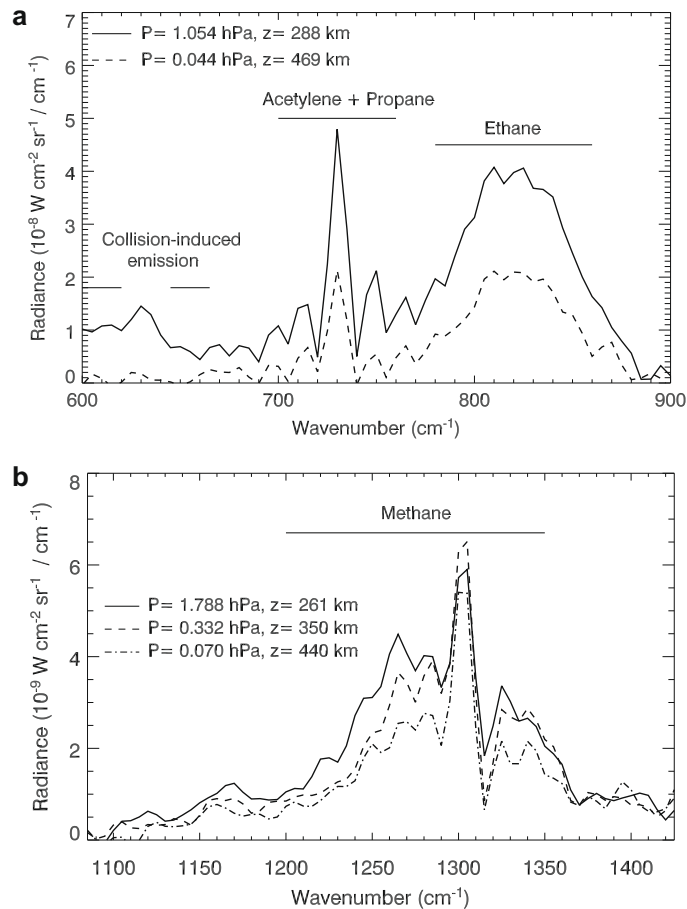 a
7
6
5
4
3
2
1
0
Radiance (10-8 W cm-2 sr-1 / cm-1)
P= 1.054 hPa, z= 288 km
P= 0.044 hPa, z= 469 km
Acetylene + Propane
Ethane
Collision-induced
emission
600
700
800
900
Wavenumber (cm-1)
b
8
6
4
2
0
Radiance (10-9 W cm-2 sr-1 / cm-1)
Methane
P= 1.788 hPa, z= 261 km
P= 0.332 hPa, z= 350 km
P= 0.070 hPa, z= 440 km
1100
1150
1200
1250
1300
1350
1400
Wavenumber (cm-1)